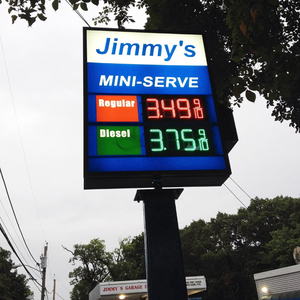 Jimmy's
MINI-SERVE
Regular 3.49 9/10
Diesel 3.75 9/10
JIMMY'S GARAGE